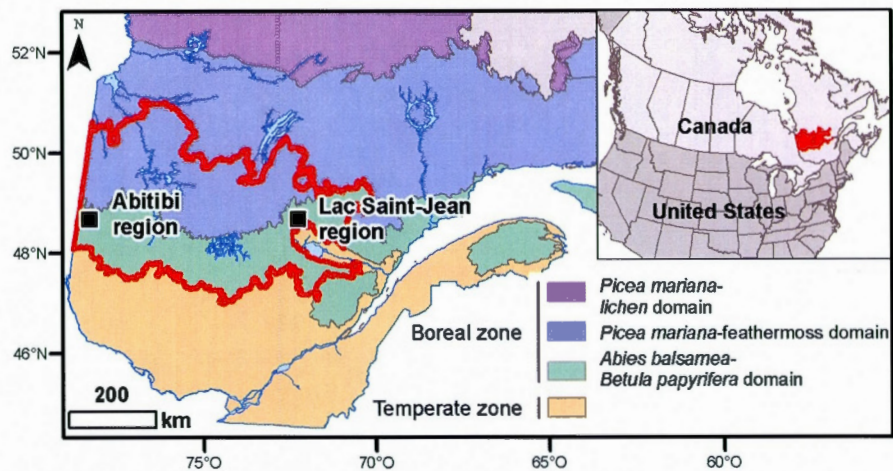 N
52°N
50°N
48°N
46°N
Abitibi
region
Lac Saint-Jean
region
Canada
United States
Picea mariana-
lichen domain
Boreal zone
Picea mariana-feathermoss domain
Abies balsamea-
Betula papyrifera domain
Temperate zone
200
km
75°O
70°O
65°O
60°O